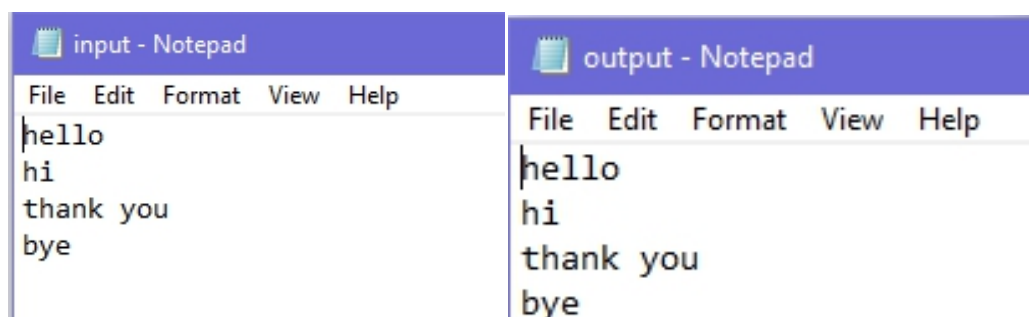 input - Notepad
File Edit Format View Help
hello
hi
thank you
bye
output - Notepad
File Edit Format View Help
hello
hi
thank you
bye